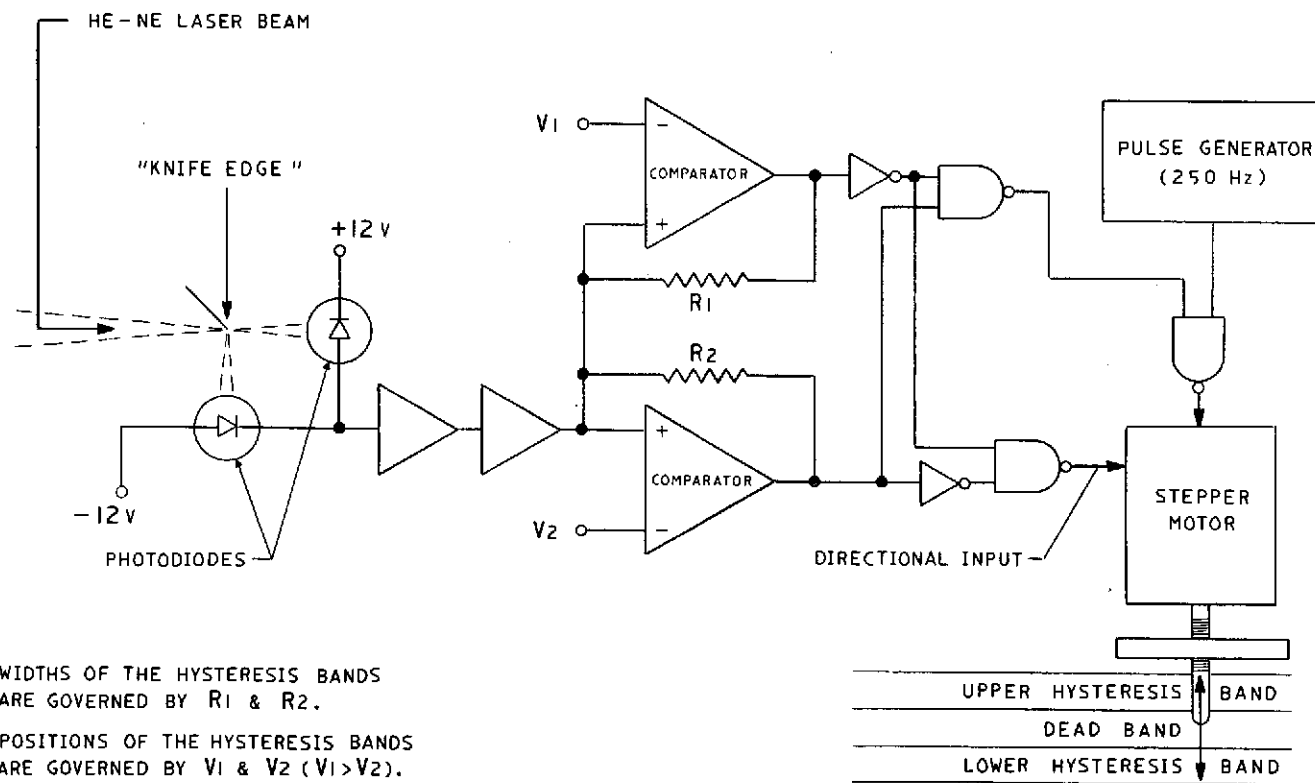 HE-NE LASER BEAM
"KNIFE EDGE"
+12V
-12V
PHOTODIODES
V1
-
COMPARATOR
+
R1
R2
+
COMPARATOR
-
V2
PULSE GENERATOR
(250 Hz)
STEPPER
MOTOR
DIRECTIONAL INPUT
UPPER HYSTERESIS BAND
DEAD BAND
LOWER HYSTERESIS BAND
WIDTHS OF THE HYSTERESIS BANDS
ARE GOVERNED BY R1 & R2.
POSITIONS OF THE HYSTERESIS BANDS
ARE GOVERNED BY V1 & V2 (V1>V2).